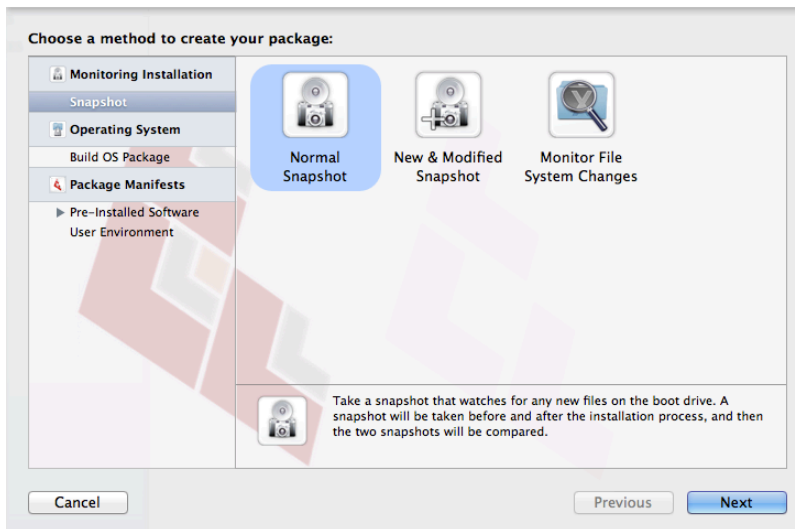 Choose a method to create your package:
Monitoring Installation
Snapshot
Operating System
Build OS Package
Package Manifests
Pre-Installed Software
User Environment
Normal
Snapshot
New & Modified
Snapshot
Monitor File
System Changes
Take a snapshot that watches for any new files on the boot drive. A
snapshot will be taken before and after the installation process, and then
the two snapshots will be compared.
Cancel
Previous
Next